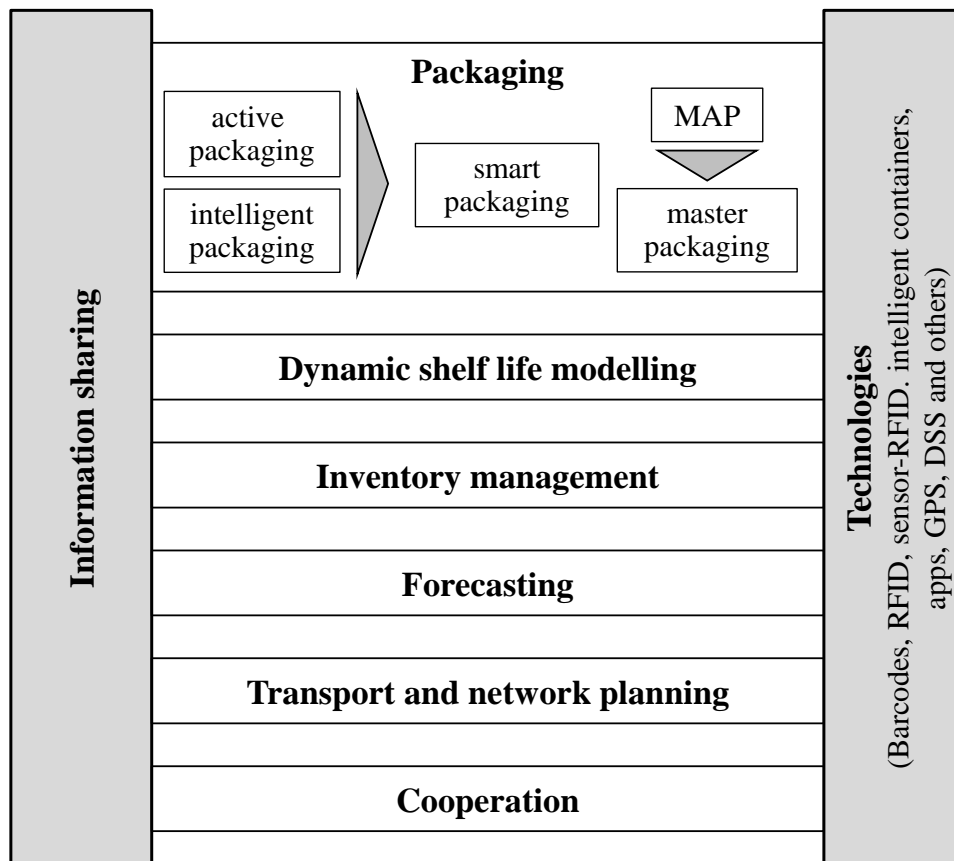 Information sharing
Packaging
active
packaging
intelligent
packaging
smart
packaging
MAP
master
packaging
Dynamic shelf life modelling
Inventory management
Forecasting
Transport and network planning
Cooperation
Technologies
(Barcodes, RFID, sensor-RFID. intelligent containers,
apps, GPS, DSS and others)